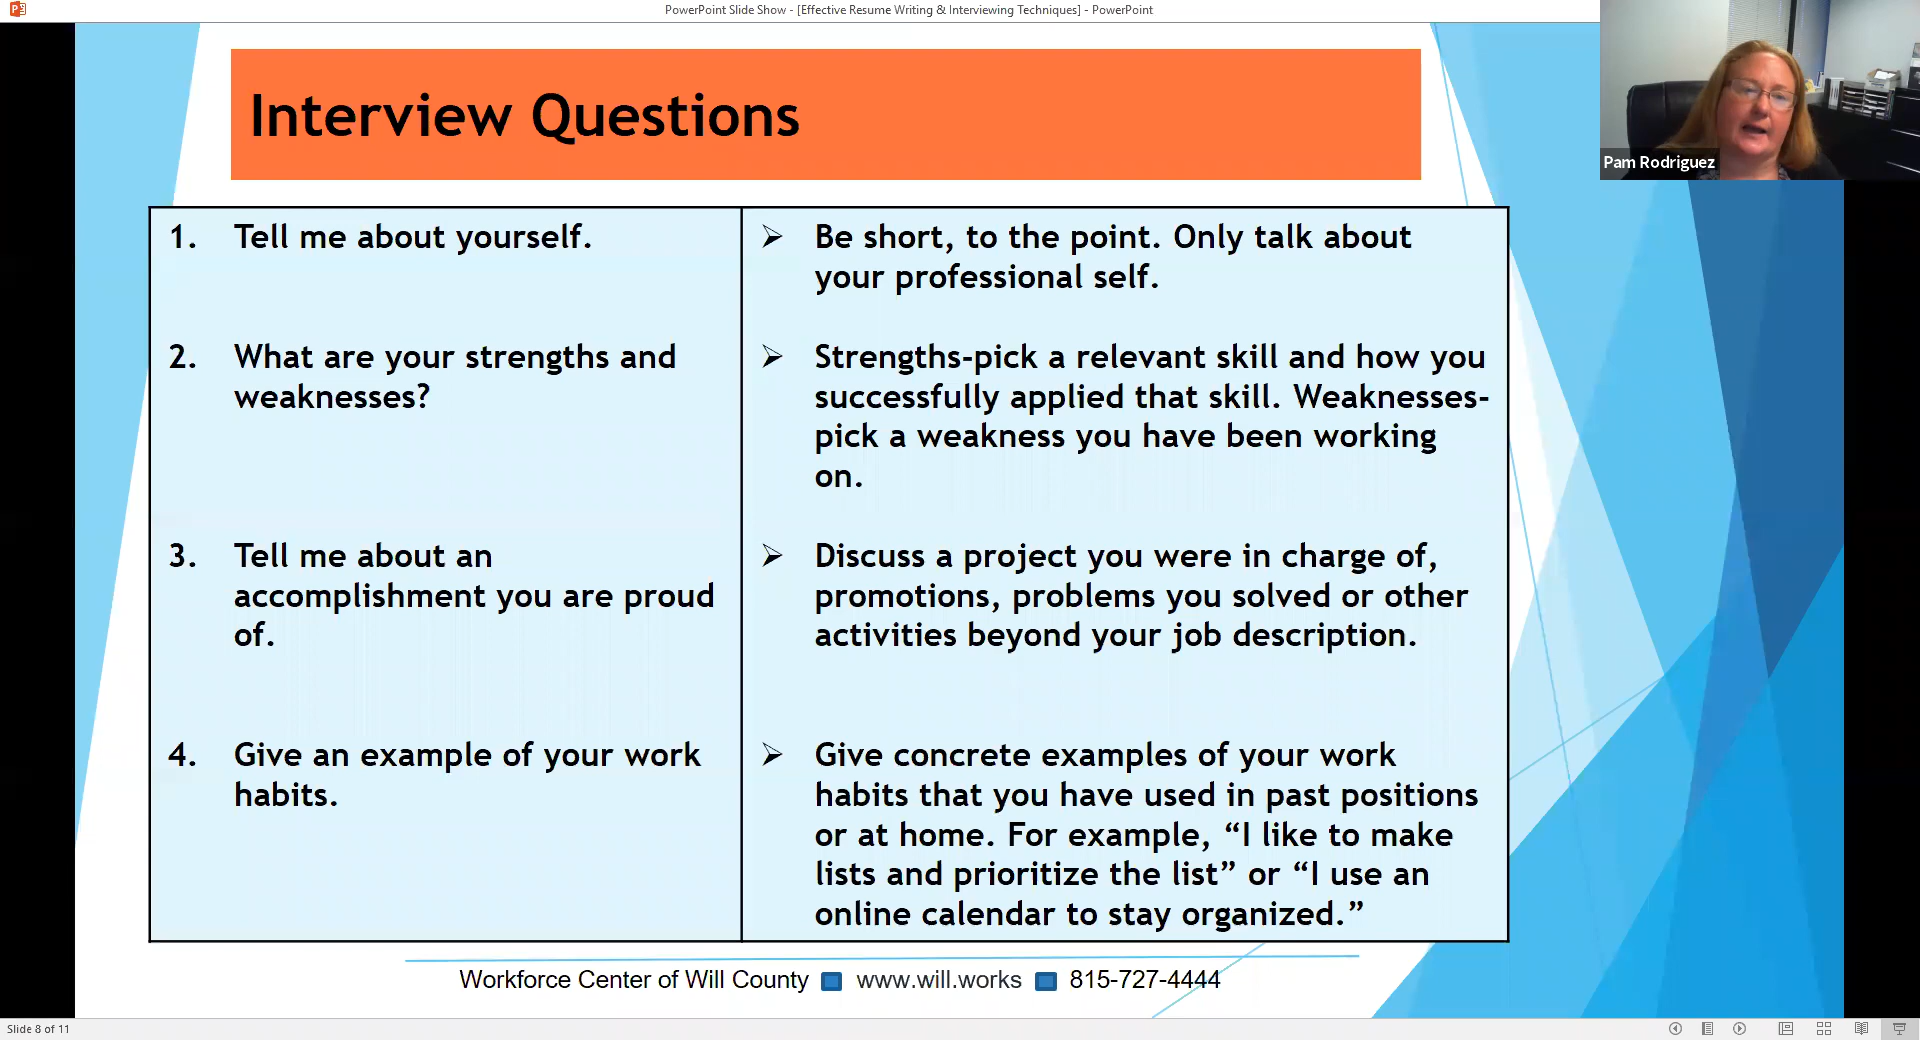 PowerPoint Slide Show - [Effective Resume Writing & Interviewing Techniques] - PowerPoint
Interview Questions
Pam Rodriguez
1. Tell me about yourself.
Be short, to the point. Only talk about
your professional self.
2. What are your strengths and
weaknesses?
Strengths-pick a relevant skill and how you
successfully applied that skill. Weaknesses-
pick a weakness you have been working
on.
3. Tell me about an
accomplishment you are proud
of.
Discuss a project you were in charge of,
promotions, problems you solved or other
activities beyond your job description.
4. Give an example of your work
habits.
Give concrete examples of your work
habits that you have used in past positions
or at home. For example, “I like to make
lists and prioritize the list” or “I use an
online calendar to stay organized.”
Workforce Center of Will County www.will.works 815-727-4444
Slide 8 of 11